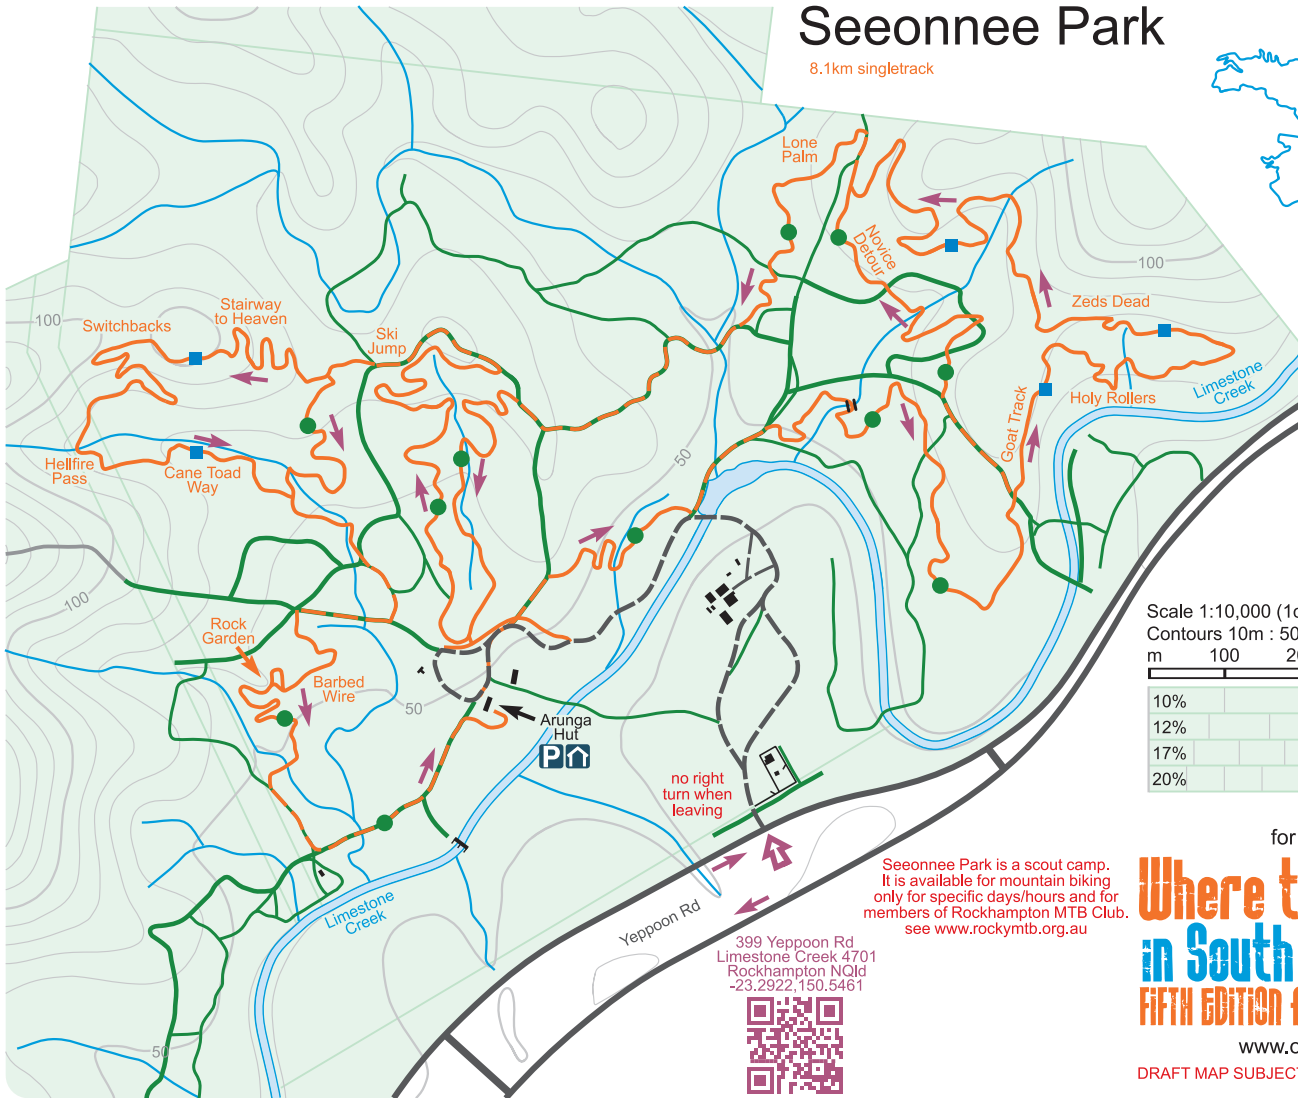 Seeonnee Park
8.1km singletrack
Lone
Palm
Novice
Detour
100
Zeds Dead
Stairway
to Heaven
100
Switchbacks
Ski
Jump
Limestone
Creek
Holy Rollers
Goat Track
50
Hellfire
Pass
Cane Toad
Way
100
Rock
Garden
Barbed
Wire
50
Arunga
Hut
P
no right
turn when
leaving
Scale 1:10,000 (1c
Contours 10m : 50
m 100 20
10%
12%
17%
20%
for
Where t
in South
FIFTH EDITION
www.o
DRAFT MAP SUBJECT
Seeonnee Park is a scout camp.
It is available for mountain biking
only for specific days/hours and for
members of Rockhampton MTB Club.
see www.rockymtb.org.au
Limestone
Creek
Yeppoon Rd
399 Yeppoon Rd
Limestone Creek 4701
Rockhampton NQld
-23.2922,150.5461
50